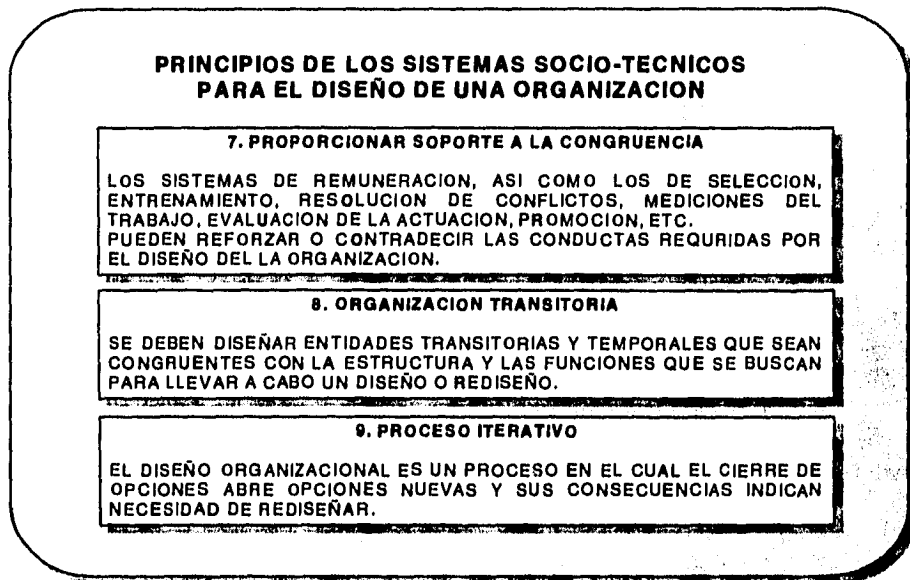 PRINCIPIOS DE LOS SISTEMAS SOCIO-TECNICOS
PARA EL DISEÑO DE UNA ORGANIZACION
7. PROPORCIONAR SOPORTE A LA CONGRUENCIA
LOS SISTEMAS DE REMUNERACION, ASI COMO LOS DE SELECCION,
ENTRENAMIENTO, RESOLUCION DE CONFLICTOS, MEDICIONES DEL
TRABAJO, EVALUACION DE LA ACTUACION, PROMOCION, ETC.
PUEDEN REFORZAR O CONTRADECIR LAS CONDUCTAS REQURIDAS POR
EL DISEÑO DEL LA ORGANIZACION.
8. ORGANIZACION TRANSITORIA
SE DEBEN DISEÑAR ENTIDADES TRANSITORIAS Y TEMPORALES QUE SEAN
CONGRUENTES CON LA ESTRUCTURA Y LAS FUNCIONES QUE SE BUSCAN
PARA LLEVAR A CABO UN DISEÑO O REDISEÑO.
9. PROCESO ITERATIVO
EL DISEÑO ORGANIZACIONAL ES UN PROCESO EN EL CUAL EL CIERRE DE
OPCIONES ABRE OPCIONES NUEVAS Y SUS CONSECUENCIAS INDICAN
NECESIDAD DE REDISEÑAR.